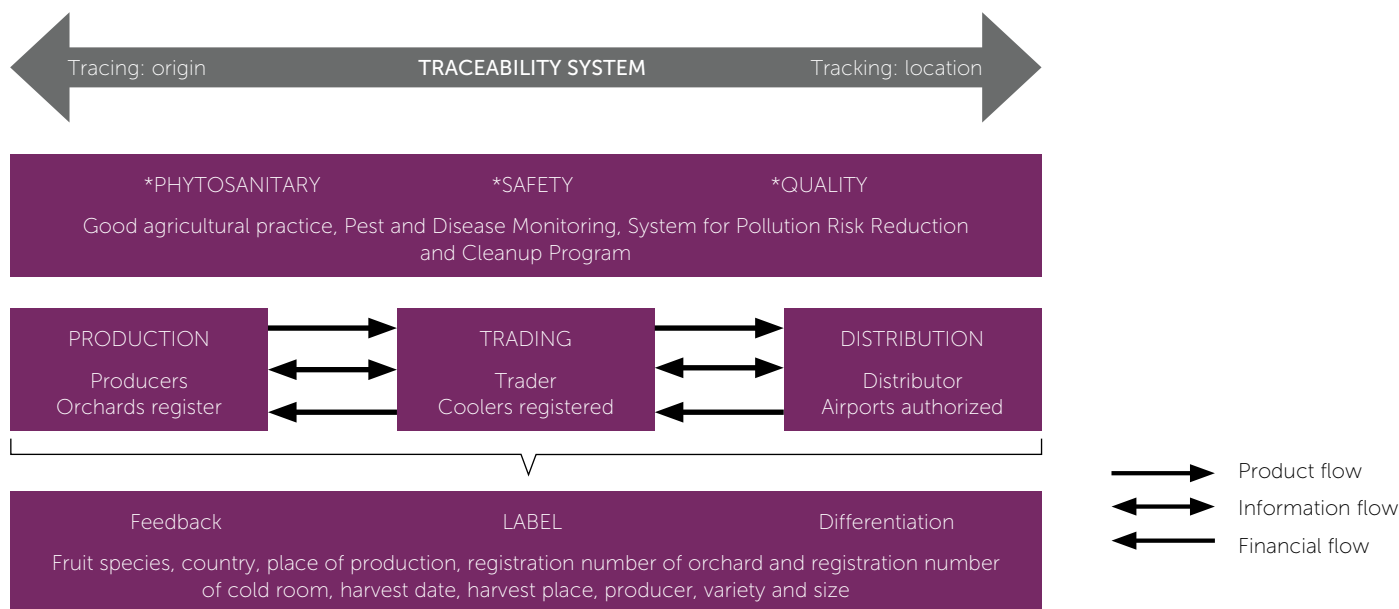 Tracing: origin TRACEABILITY SYSTEM Tracking: location
*PHYTOSANITARY *SAFETY *QUALITY
Good agricultural practice, Pest and Disease Monitoring, System for Pollution Risk Reduction
and Cleanup Program
PRODUCTION
Producers
Orchards register
TRADING
Trader
Coolers registered
DISTRIBUTION
Distributor
Airports authorized
Product flow
Information flow
Financial flow
Feedback LABEL Differentiation
Fruit species, country, place of production, registration number of orchard and registration number
of cold room, harvest date, harvest place, producer, variety and size